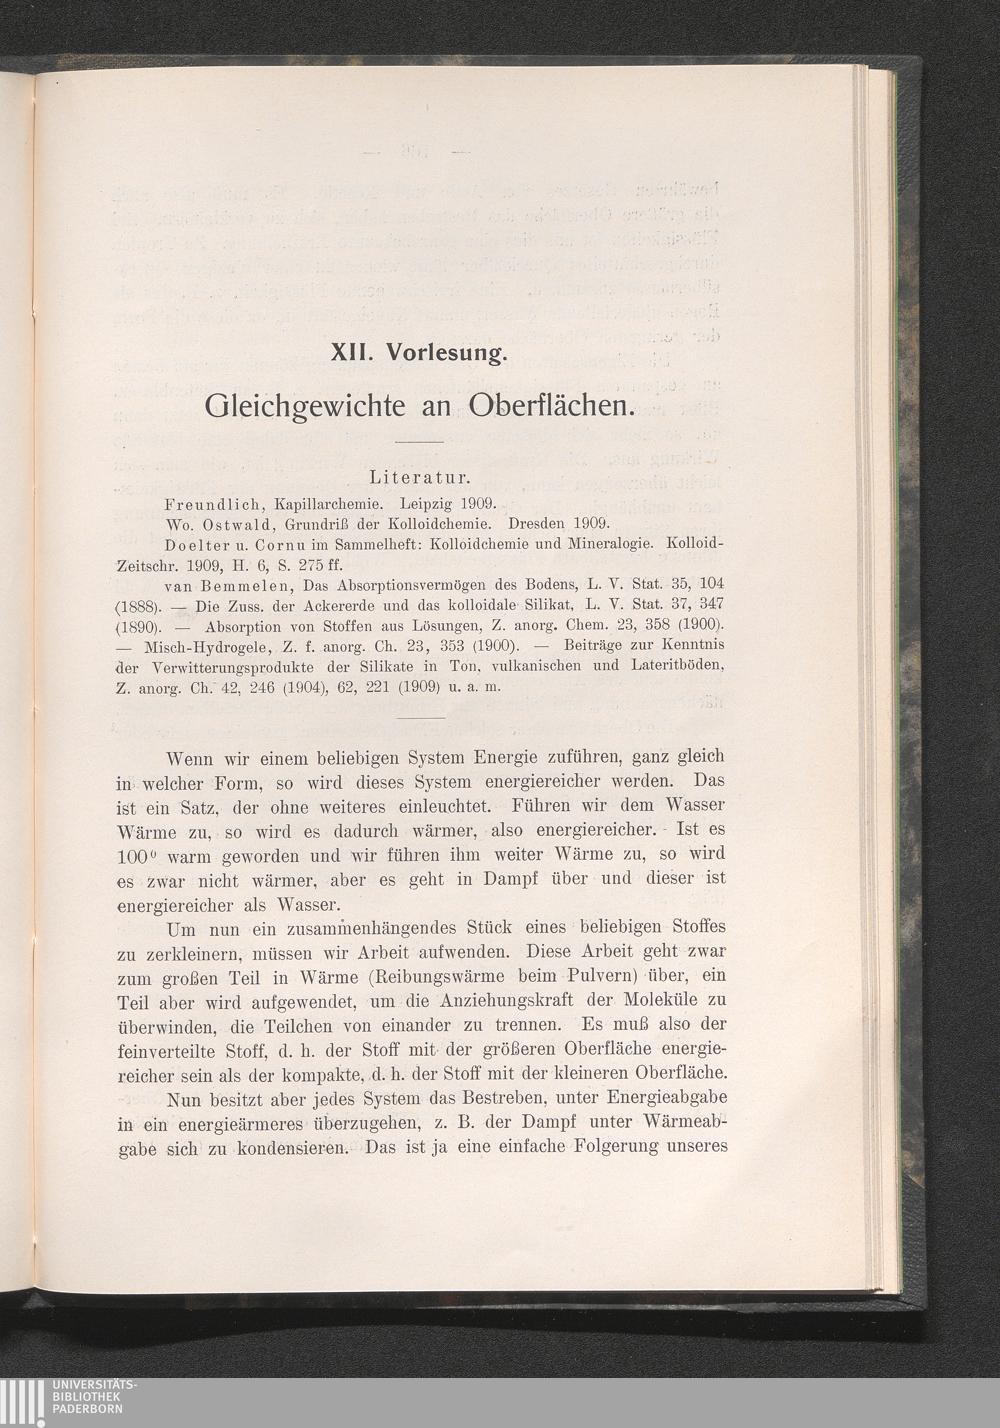 XII. Vorlesung.
Gleichgewichte an Oberflächen.
Literatur.
Freundlich, Kapillarchemie. Leipzig 1909.
Wo. Ostwald, Grundriß der Kolloidchemie. Dresden 1909.
Doelter u. Cornu im Sammelheft: Kolloidchemie und Mineralogie. Kolloid-
Zeitschr. 1909, H. 6, S. 275 ff.
van Bemmelen, Das Absorptionsvermögen des Bodens, L. V. Stat. 35, 104
(1888). — Die Zuss. der Ackererde und das kolloidale Silikat, L. V. Stat. 37, 347
(1890). — Absorption von Stoffen aus Lösungen, Z. anorg. Chem. 23, 358 (1900).
— Misch-Hydrogele, Z. f. anorg. Ch. 23, 353 (1900). — Beiträge zur Kenntnis
der Verwitterungsprodukte der Silikate in Ton, vulkanischen und Lateritböden,
Z. anorg. Ch. 42, 246 (1904), 62, 221 (1909) u. a. m.
Wenn wir einem beliebigen System Energie zuführen, ganz gleich
in welcher Form, so wird dieses System energiereicher werden. Das
ist ein Satz, der ohne weiteres einleuchtet. Führen wir dem Wasser
Wärme zu, so wird es dadurch wärmer, also energiereicher. Ist es
100⁰ warm geworden und wir führen ihm weiter Wärme zu, so wird
es zwar nicht wärmer, aber es geht in Dampf über und dieser ist
energiereicher als Wasser.
Um nun ein zusammenhängendes Stück eines beliebigen Stoffes
zu zerkleinern, müssen wir Arbeit aufwenden. Diese Arbeit geht zwar
zum großen Teil in Wärme (Reibungswärme beim Pulvern) über, ein
Teil aber wird aufgewendet, um die Anziehungskraft der Moleküle zu
überwinden, die Teilchen von einander zu trennen. Es muß also der
feinverteilte Stoff, d. h. der Stoff mit der größeren Oberfläche energie-
reicher sein als der kompakte, d. h. der Stoff mit der kleineren Oberfläche.
Nun besitzt aber jedes System das Bestreben, unter Energieabgabe
in ein energieärmeres überzugehen, z. B. der Dampf unter Wärmeab-
gabe sich zu kondensieren. Das ist ja eine einfache Folgerung unseres
UNIVERSITÄTS-
BIBLIOTHEK
PADERBORN